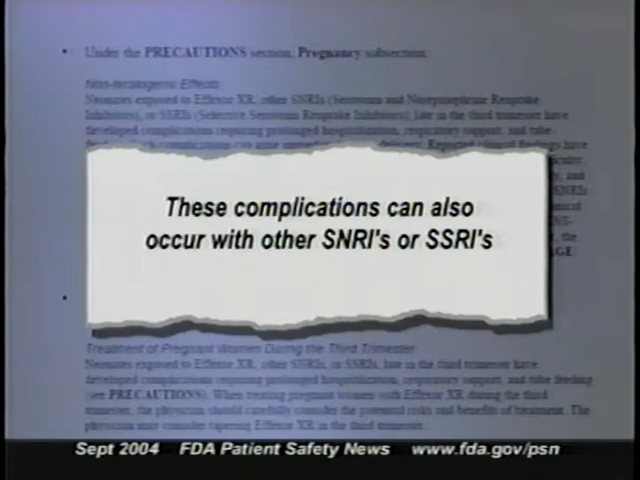 • Under the PRECAUTIONS section, Pregnancy subsection:
Non-teratogenic Effects
Neonates exposed to Effexor XR, other SNRIs (Serotonin and Norepinephrine Reuptake
Inhibitors), or SSRIs (Selective Serotonin Reuptake Inhibitors), late in the third trimester have
developed complications requiring prolonged hospitalization, respiratory support, and tube
These complications can also
occur with other SNRI's or SSRI's
Treatment of Pregnant Women During the Third Trimester
Neonates exposed to Effexor XR, other SNRIs, or SSRIs, late in the third trimester have
developed complications requiring prolonged hospitalization, respiratory support, and tube feeding
(see PRECAUTIONS). When treating pregnant women with Effexor XR during the third
trimester, the physician should carefully consider the potential risks and benefits of treatment. The
physician may consider tapering Effexor XR in the third trimester.
Sept 2004 FDA Patient Safety News www.fda.gov/psn